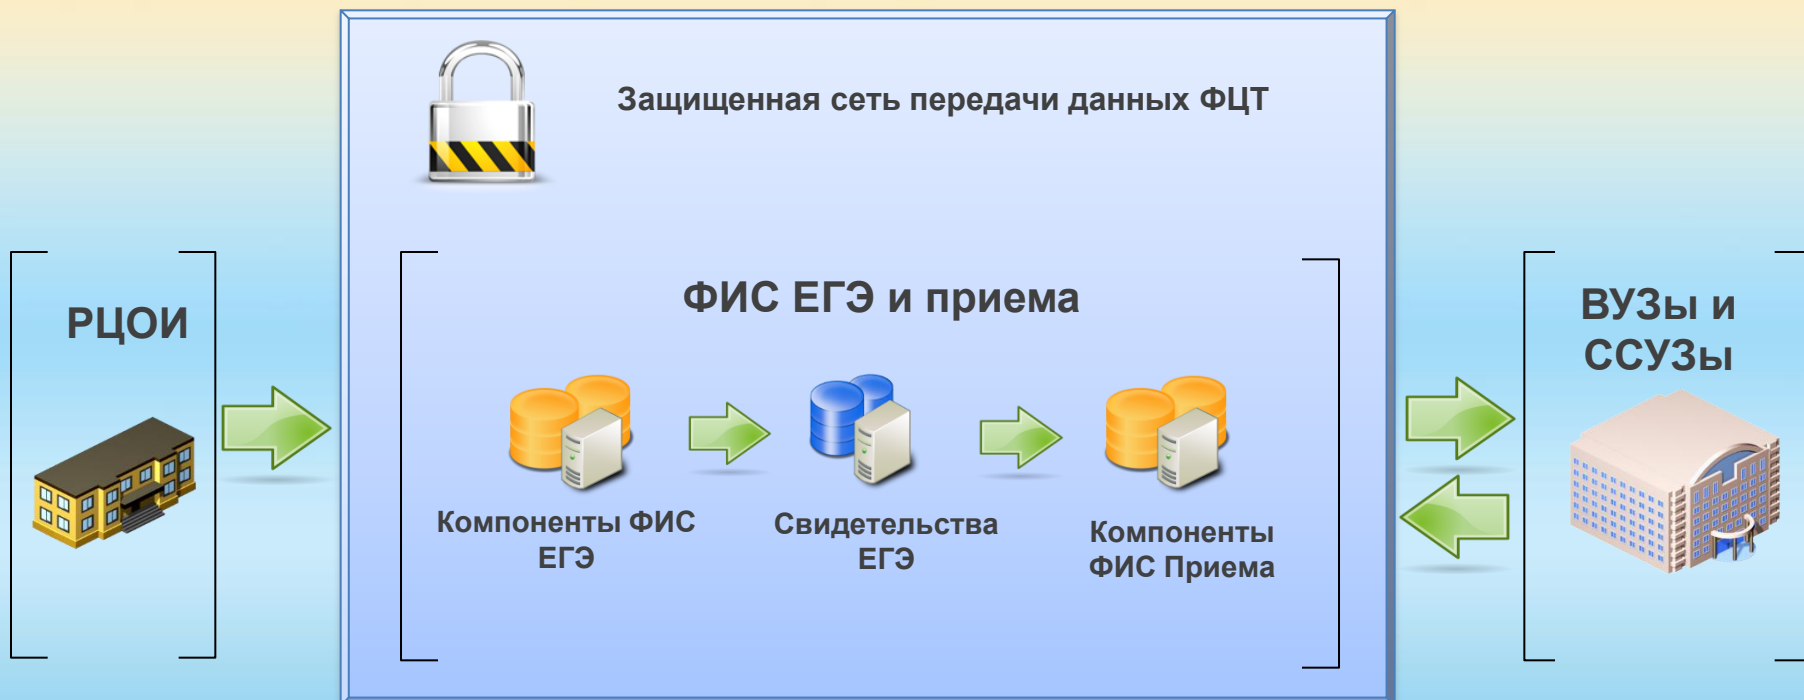 Защищенная сеть передачи данных ФЦТ
РЦОИ
ФИС ЕГЭ и приема
Компоненты ФИС
ЕГЭ
Свидетельства
ЕГЭ
Компоненты
ФИС Приема
ВУЗы и
ССУЗы